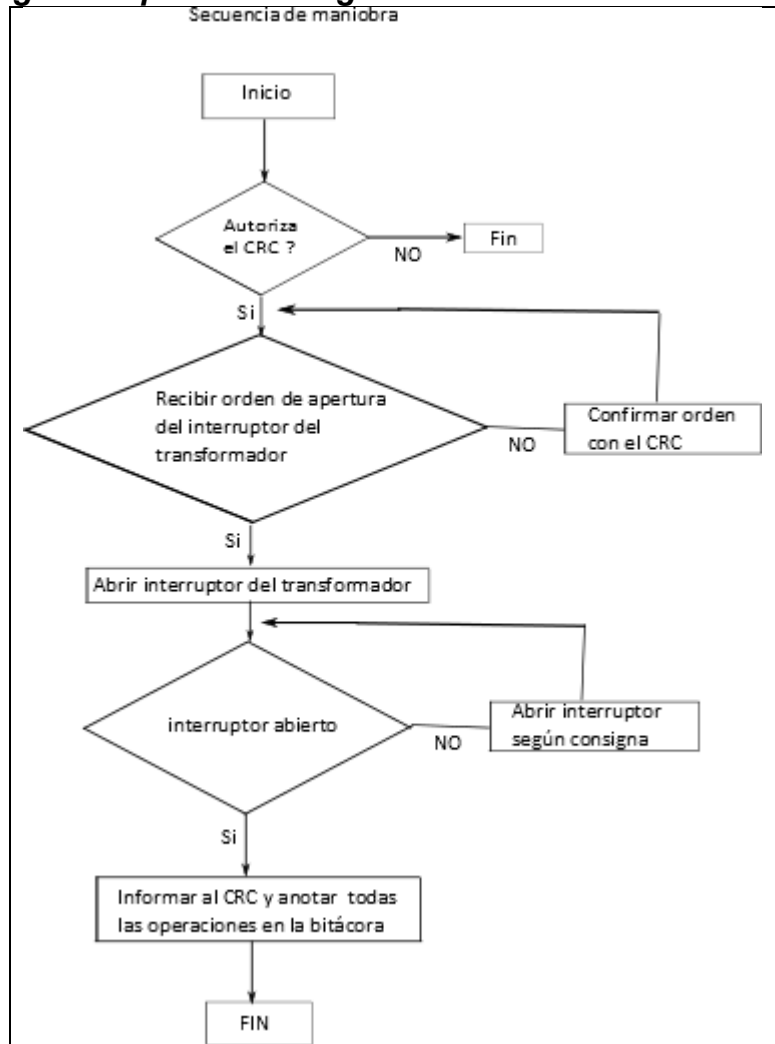 Secuencia de maniobra
Inicio
Autoriza
el CRC ?
NO
Fin
Si
Recibir orden de apertura
del interruptor del
transformador
NO
Confirmar orden
con el CRC
Si
Abrir interruptor del transformador
interruptor abierto
NO
Abrir interruptor
según consigna
Si
Informar al CRC y anotar todas
las operaciones en la bitácora
FIN